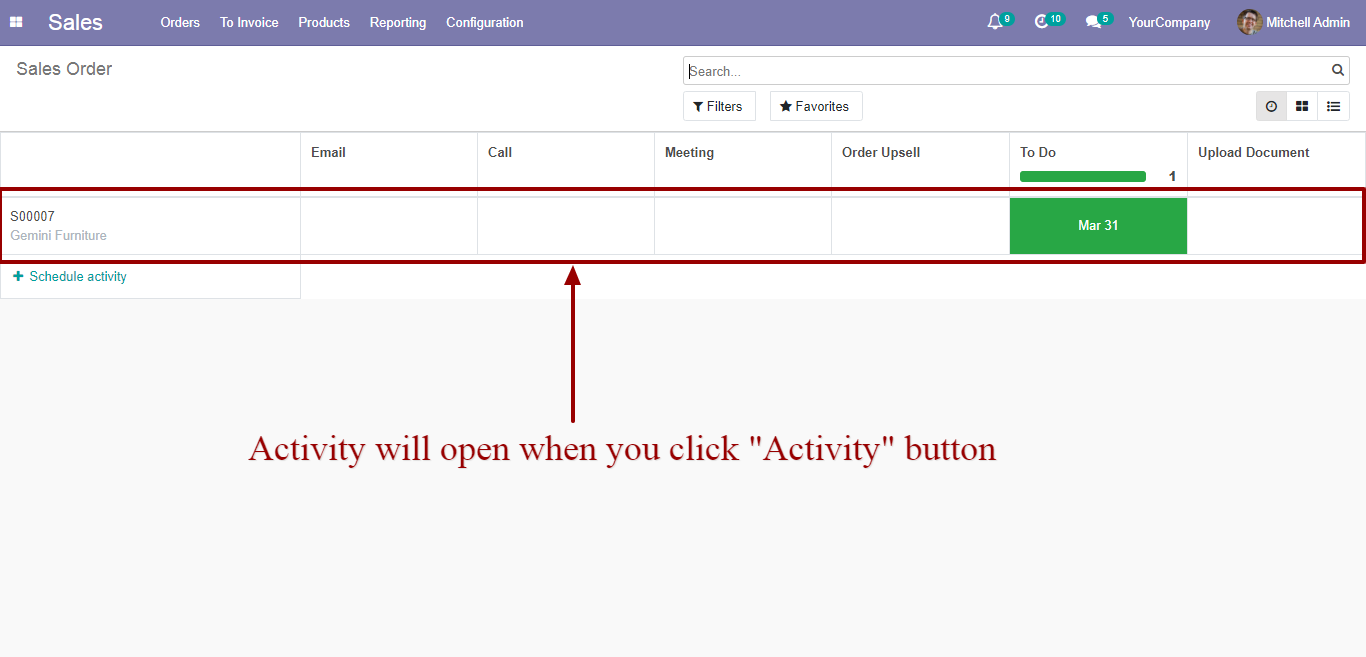 Sales Orders To Invoice Products Reporting Configuration 9 10 5 YourCompany Mitchell Admin
Sales Order
Search...
Filters Favorites
Email Call Meeting Order Upsell To Do Upload Document
1
S00007
Gemini Furniture
Mar 31
Schedule activity
Activity will open when you click "Activity" button